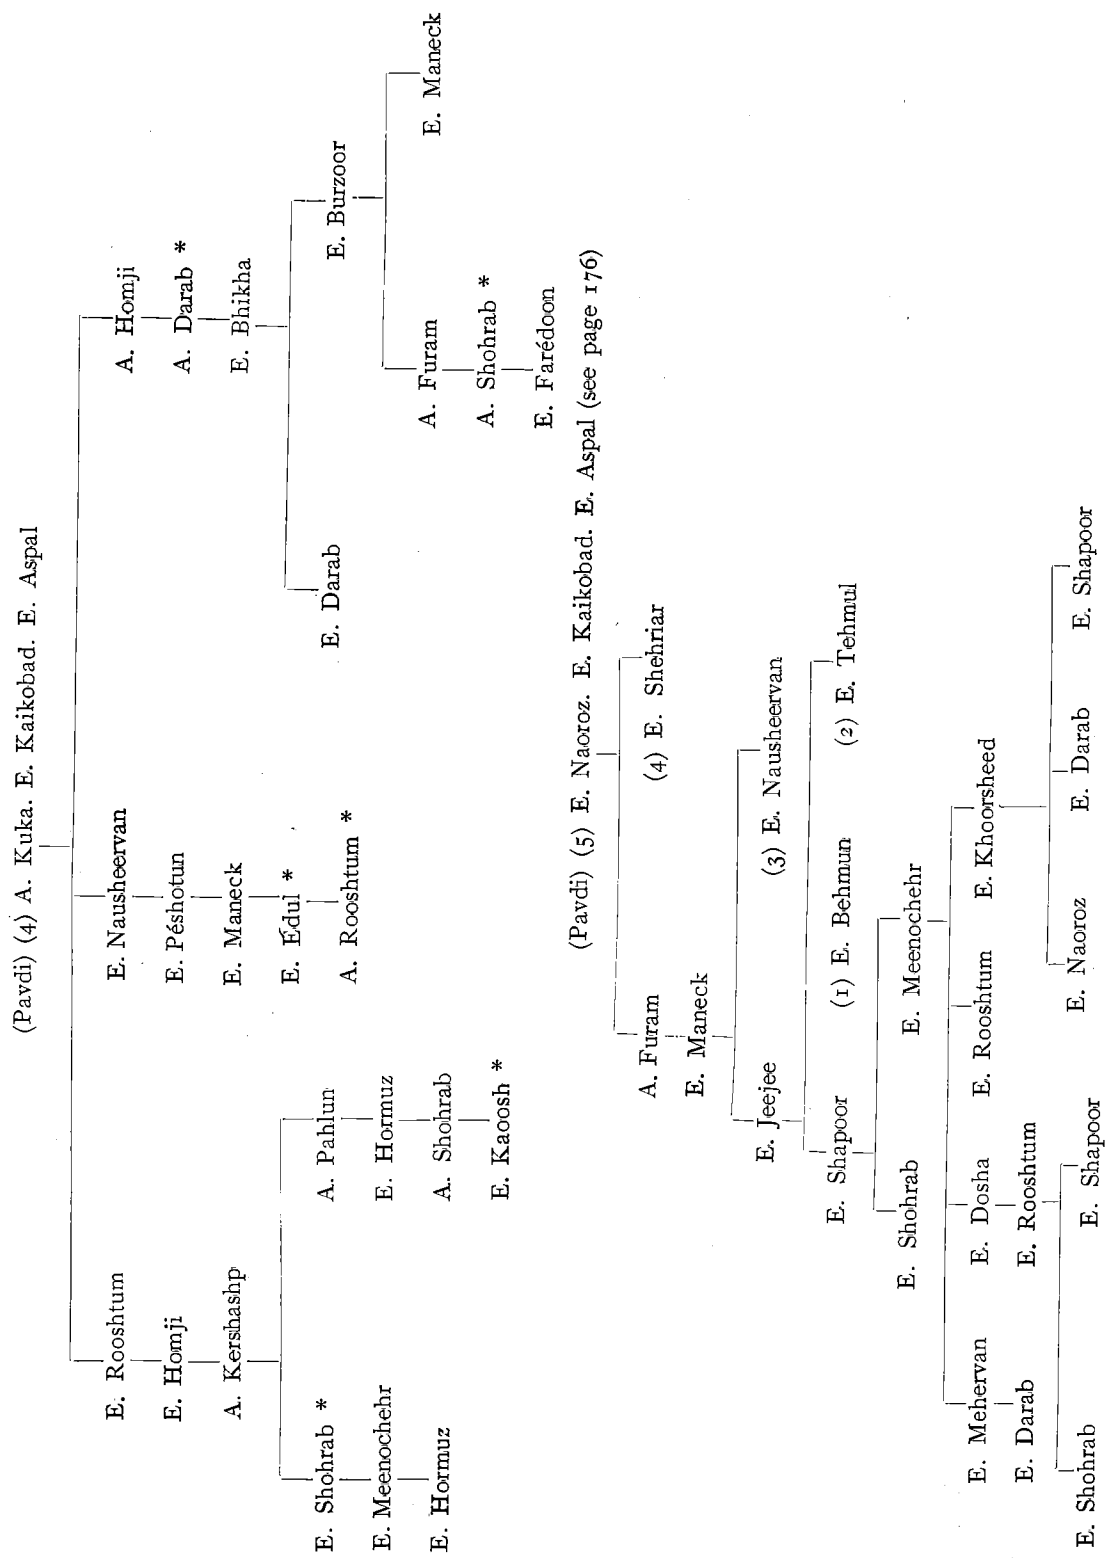 (Pavdi) (4) A. Kuka. E. Kaikobad. E. Aspal
E. Rooshtum E. Nausheervan A. Homji
E. Homji E. Péshotun A. Darab *
A. Kershashp E. Maneck E. Bhikha
E. Édul *
E. Shohrab * A. Pahlun A. Rooshtum * E. Darab E. Burzoor
E. Meenochehr E. Hormuz
E. Hormuz A. Shohrab A. Furam E. Maneck
E. Kaoosh * A. Shohrab *
E. Farédoon
(Pavdi) (5) E. Naoroz. E. Kaikobad. E. Aspal (see page 176)
A. Furam (4) E. Shehriar
E. Maneck
E. Jeejee (3) E. Nausheervan
E. Shapoor (1) E. Behmun (2) E. Tehmul
E. Shohrab E. Meenochehr
E. Mehervan E. Dosha E. Rooshtum E. Khoorsheed
E. Darab E. Rooshtum
E. Shohrab E. Shapoor E. Naoroz E. Darab E. Shapoor